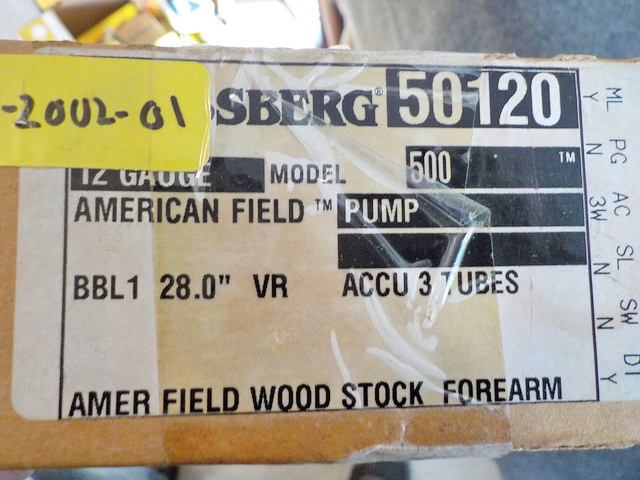 -2002-01
SBERG® 50120
12 GAUGE MODEL 500 ™
AMERICAN FIELD ™ PUMP
BBL1 28.0" VR ACCU 3 TUBES
AMER FIELD WOOD STOCK FOREARM
ML PG AC SL SW DI
Y N 3W N N Y